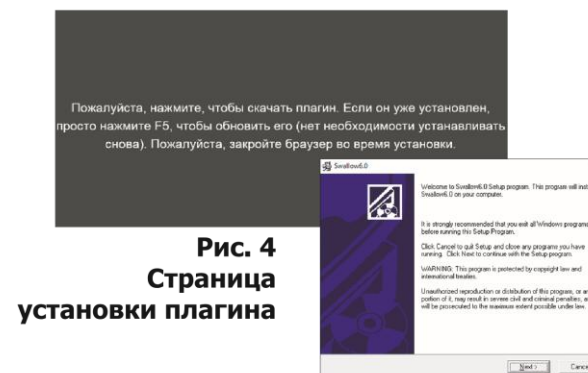 Пожалуйста, нажмите, чтобы скачать плагин. Если он уже установлен,
просто нажмите F5, чтобы обновить его (нет необходимости устанавливать
снова). Пожалуйста, закройте браузер во время установки.
Swallow6.0
Welcome to Swallow6.0 Setup program. This program will
Swallow6.0 on your computer.
It is strongly recommended that you exit all Windows programs
before running this Setup Program.
Click Cancel to quit Setup and close any programs you have
running. Click Next to continue with the Setup program.
WARNING: This program is protected by copyright law and
international treaties.
Unauthorized reproduction or distribution of this program, or
portion of it, may result in severe civil and criminal penalties,
will be prosecuted to the maximum extent possible under law.
Next >
Рис. 4
Страница
установки плагина